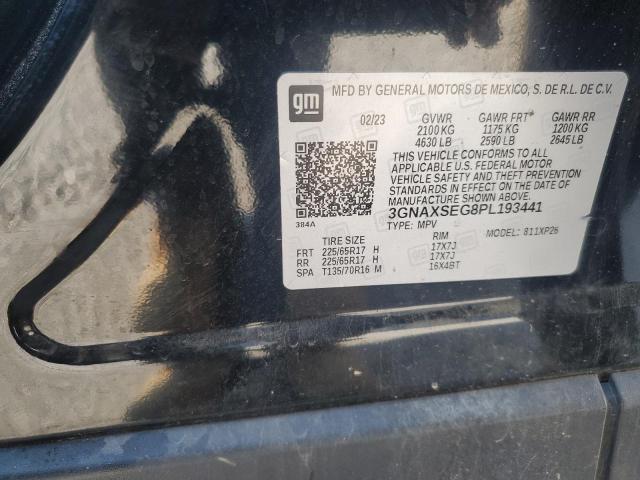 gm
MFD BY GENERAL MOTORS DE MEXICO, S. DE R.L. DE C.V.
02/23 GVWR GAWR FRT GAWR RR
2100 KG 1175 KG 1200 KG
4630 LB 2590 LB 2645 LB
THIS VEHICLE CONFORMS TO ALL
APPLICABLE U.S. FEDERAL MOTOR
VEHICLE SAFETY AND THEFT PREVENTION
STANDARDS IN EFFECT ON THE DATE OF
MANUFACTURE SHOWN ABOVE.
3GNAXSEG8PL193441
384A
TYPE: MPV MODEL: 811XP26
TIRE SIZE RIM
FRT 225/65R17 H 17X7J
RR 225/65R17 H 17X7J
SPA T135/70R16 M 16X4BT